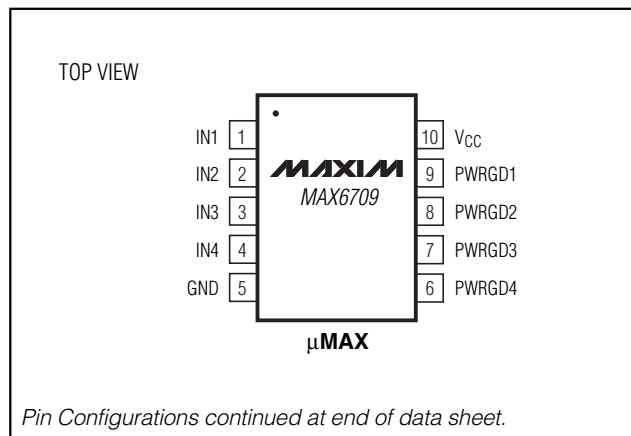 TOP VIEW
IN1 1 10 VCC
MAXIM
IN2 2 9 PWRGD1
MAX6709
IN3 3 8 PWRGD2
IN4 4 7 PWRGD3
GND 5 6 PWRGD4
µMAX
Pin Configurations continued at end of data sheet.